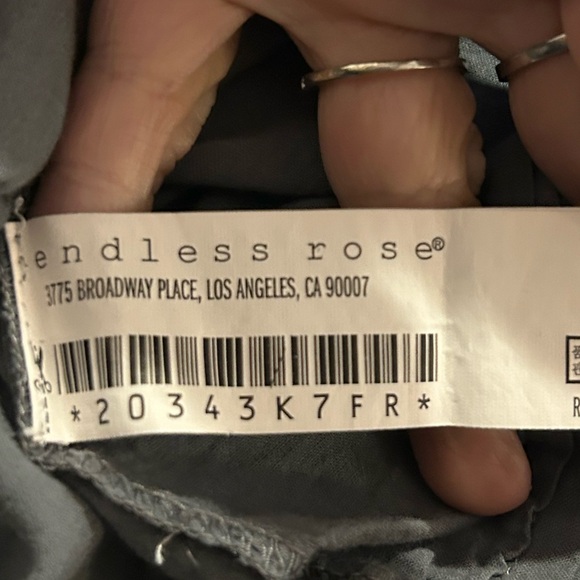 endless rose®
3775 BROADWAY PLACE, LOS ANGELES, CA 90007
*20343K7FR*
R